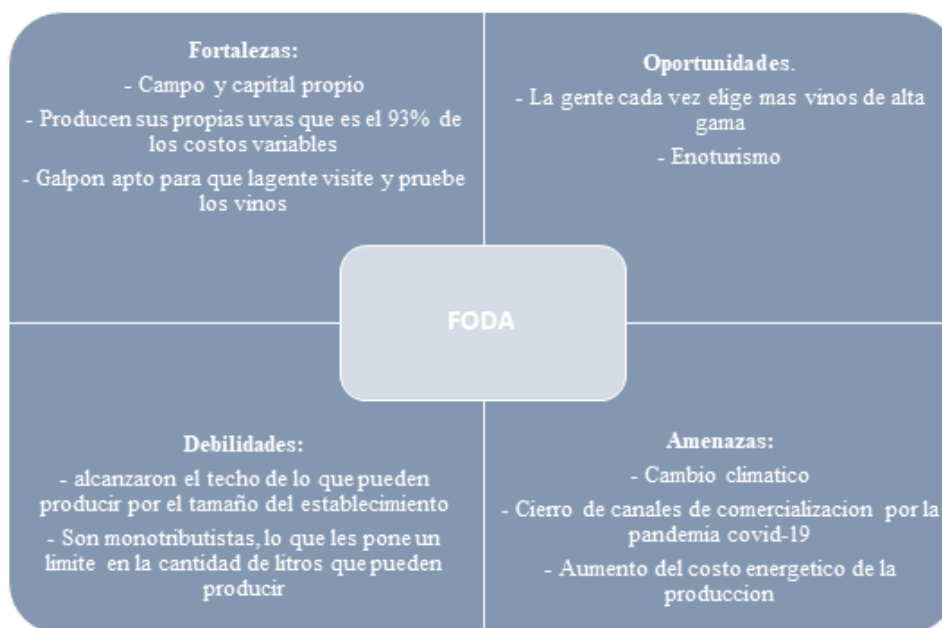 Fortalezas:
- Campo y capital propio
- Producen sus propias uvas que es el 93% de
los costos variables
- Galpon apto para que lagente visite y pruebe
los vinos
Oportunidades.
- La gente cada vez elige mas vinos de alta
gama
- Enoturismo
FODA
Debilidades:
- alcanzaron el techo de lo que pueden
producir por el tamaño del establecimiento
- Son monotributistas, lo que les pone un
limite en la cantidad de litros que pueden
producir
Amenazas:
- Cambio climatico
- Cierro de canales de comercializacion por la
pandemia covid-19
- Aumento del costo energetico de la
produccion